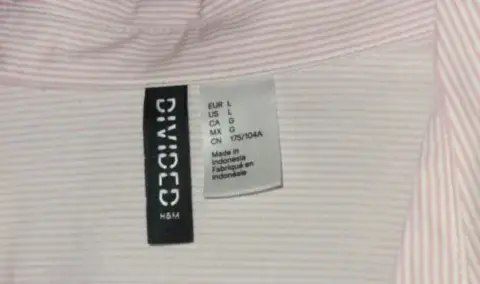 DIVIDED
H&M
EUR L
US L
CA G
MX G
CN 175/104A
Made in
Indonesia
Fabriqué en
Indonésie